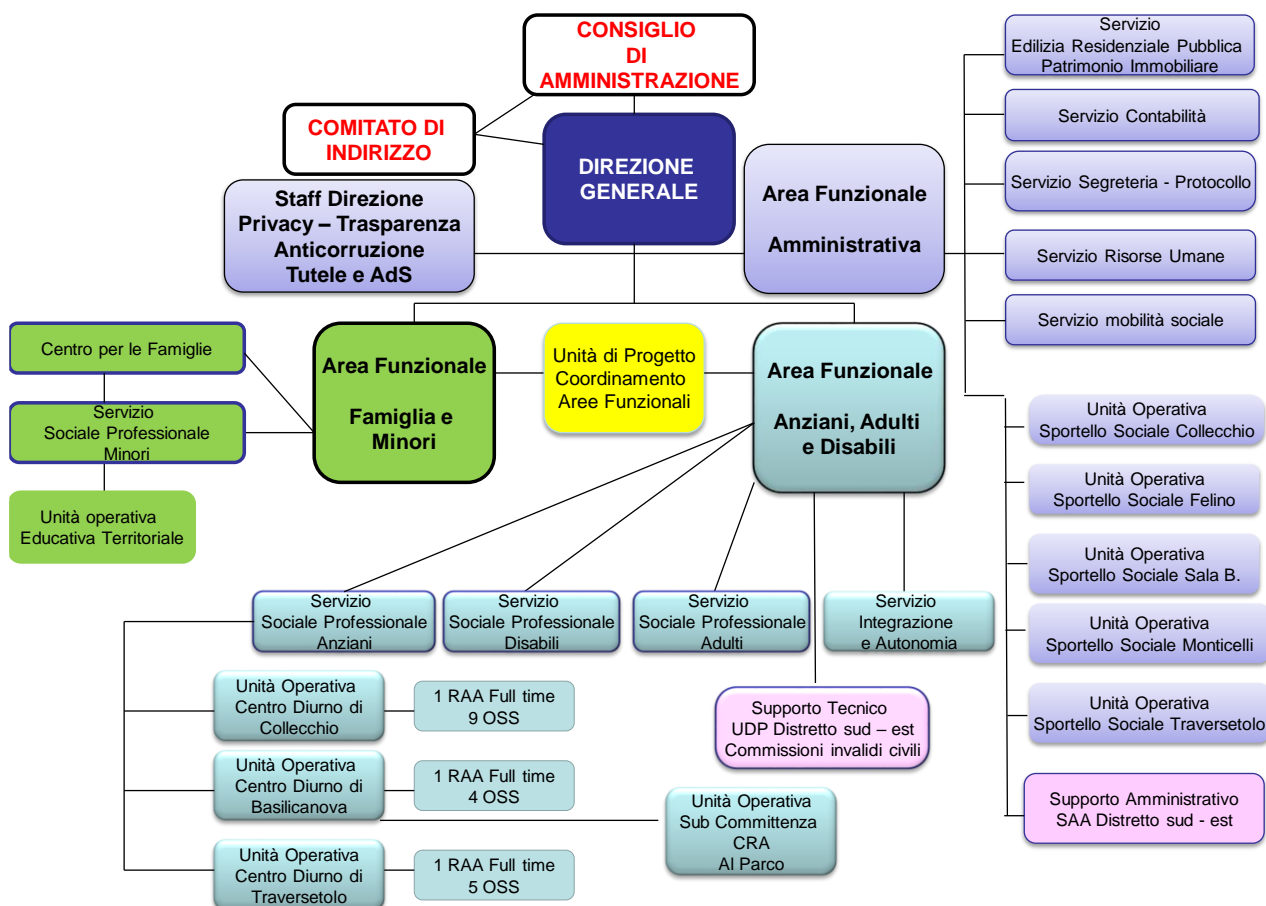 CONSIGLIO
DI
AMMINISTRAZIONE
COMITATO DI
INDIRIZZO
DIREZIONE
GENERALE
Staff Direzione
Privacy – Trasparenza
Anticorruzione
Tutele e AdS
Area Funzionale
Amministrativa
Servizio
Edilizia Residenziale Pubblica
Patrimonio Immobiliare
Servizio Contabilità
Servizio Segreteria - Protocollo
Servizio Risorse Umane
Servizio mobilità sociale
Centro per le Famiglie
Servizio
Sociale Professionale
Minori
Unità operativa
Educativa Territoriale
Area Funzionale
Famiglia e
Minori
Unità di Progetto
Coordinamento
Aree Funzionali
Area Funzionale
Anziani, Adulti
e Disabili
Unità Operativa
Sportello Sociale Collecchio
Unità Operativa
Sportello Sociale Felino
Unità Operativa
Sportello Sociale Sala B.
Unità Operativa
Sportello Sociale Monticelli
Unità Operativa
Sportello Sociale Traversetolo
Supporto Amministrativo
SAA Distretto sud - est
Servizio
Sociale Professionale
Anziani
Servizio
Sociale Professionale
Disabili
Servizio
Sociale Professionale
Adulti
Servizio
Integrazione
e Autonomia
Unità Operativa
Centro Diurno di
Collecchio
1 RAA Full time
9 OSS
Supporto Tecnico
UDP Distretto sud – est
Commissioni invalidi civili
Unità Operativa
Centro Diurno di
Basilicanova
1 RAA Full time
4 OSS
Unità Operativa
Sub Committenza
CRA
Al Parco
Unità Operativa
Centro Diurno di
Traversetolo
1 RAA Full time
5 OSS